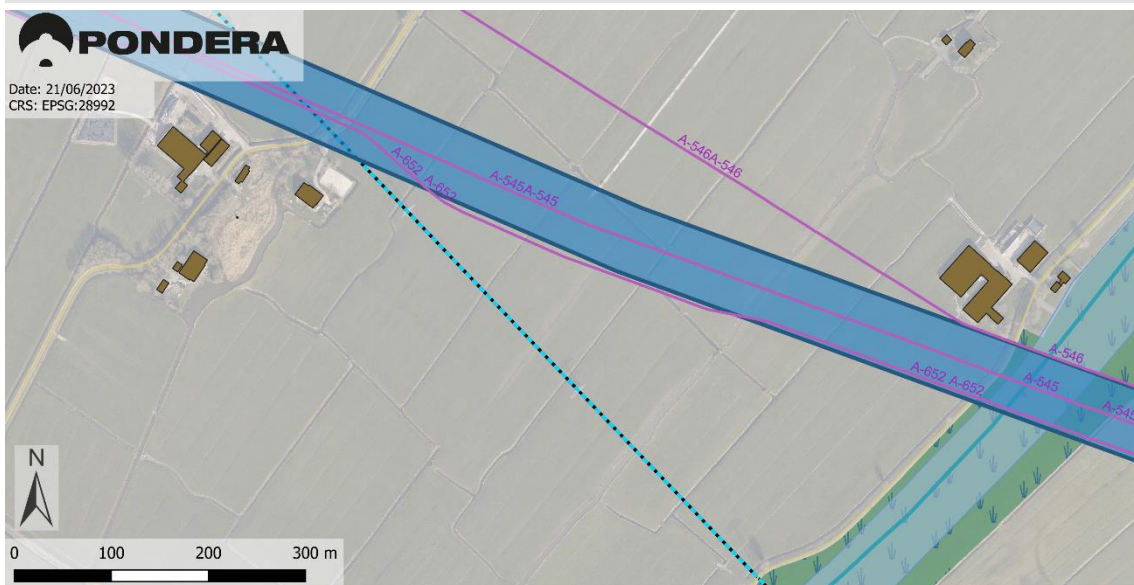 PONDERA
Date: 21/06/2023
CRS: EPSG:28992
A-546A-546
A-652 A-652
A-545A-545
A-546
A-652 A-652
A-545
A-545
N
0 100 200 300 m